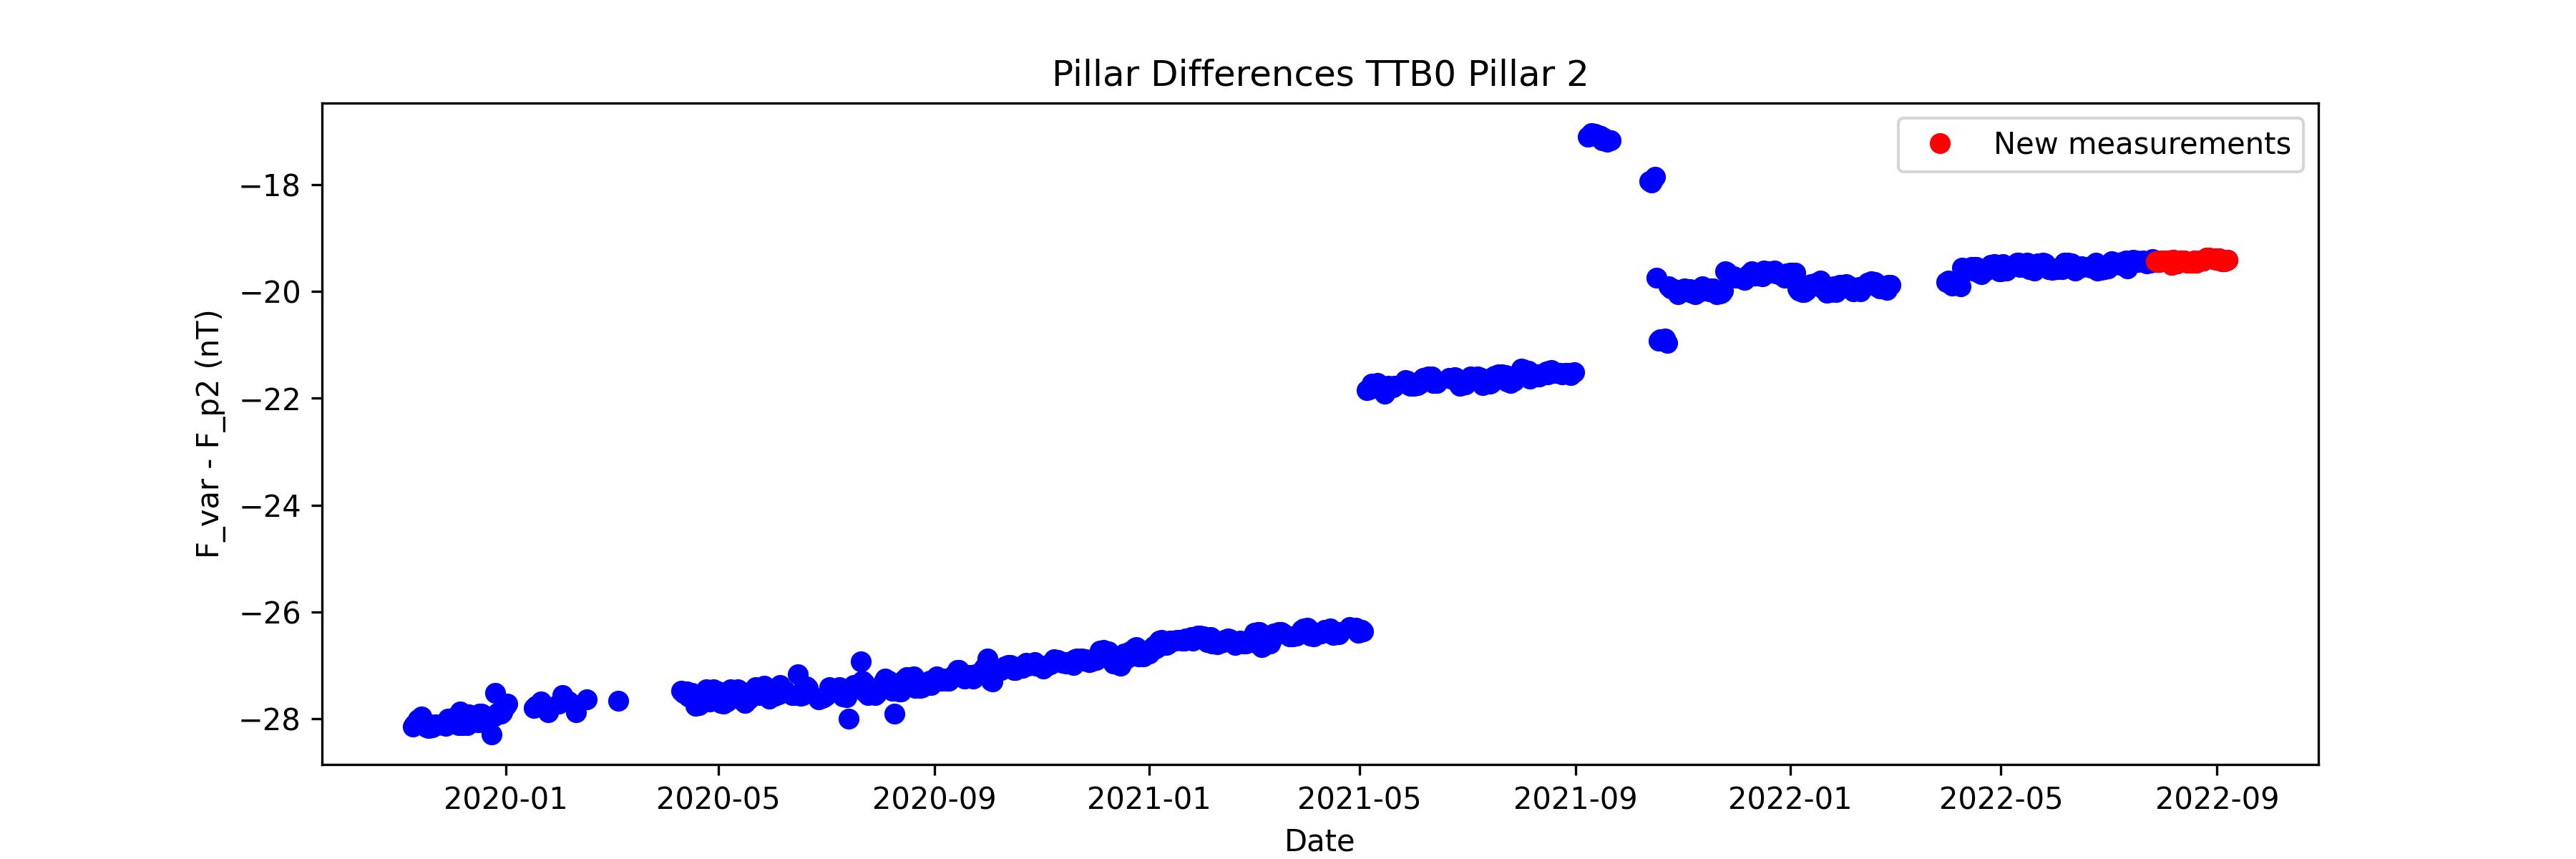 Pillar Differences TTB0 Pillar 2
New measurements
−18
−20
−22
−24
−26
−28
F_var - F_p2 (nT)
2020-01 2020-05 2020-09 2021-01 2021-05 2021-09 2022-01 2022-05 2022-09
Date